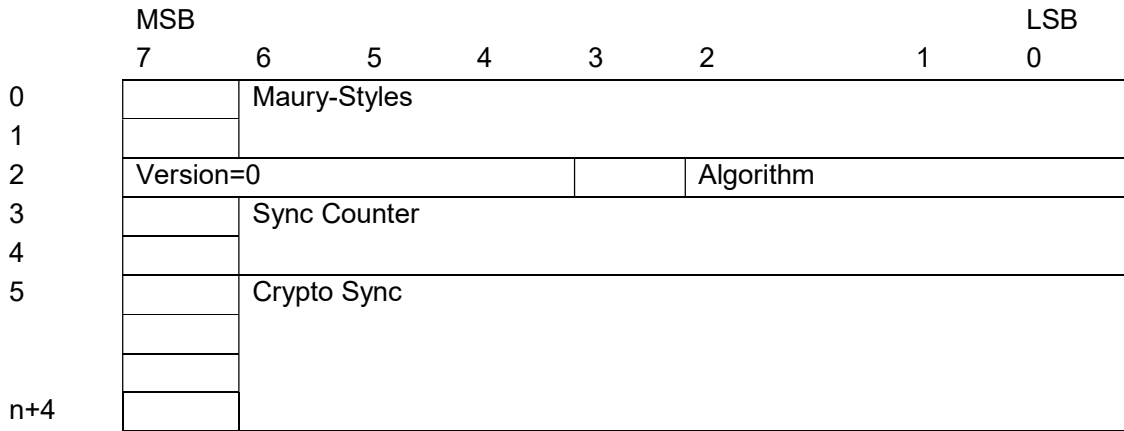 MSB LSB
7 6 5 4 3 2 1 0
0 Maury-Styles
1
2 Version=0 Algorithm
3 Sync Counter
4
5 Crypto Sync
n+4